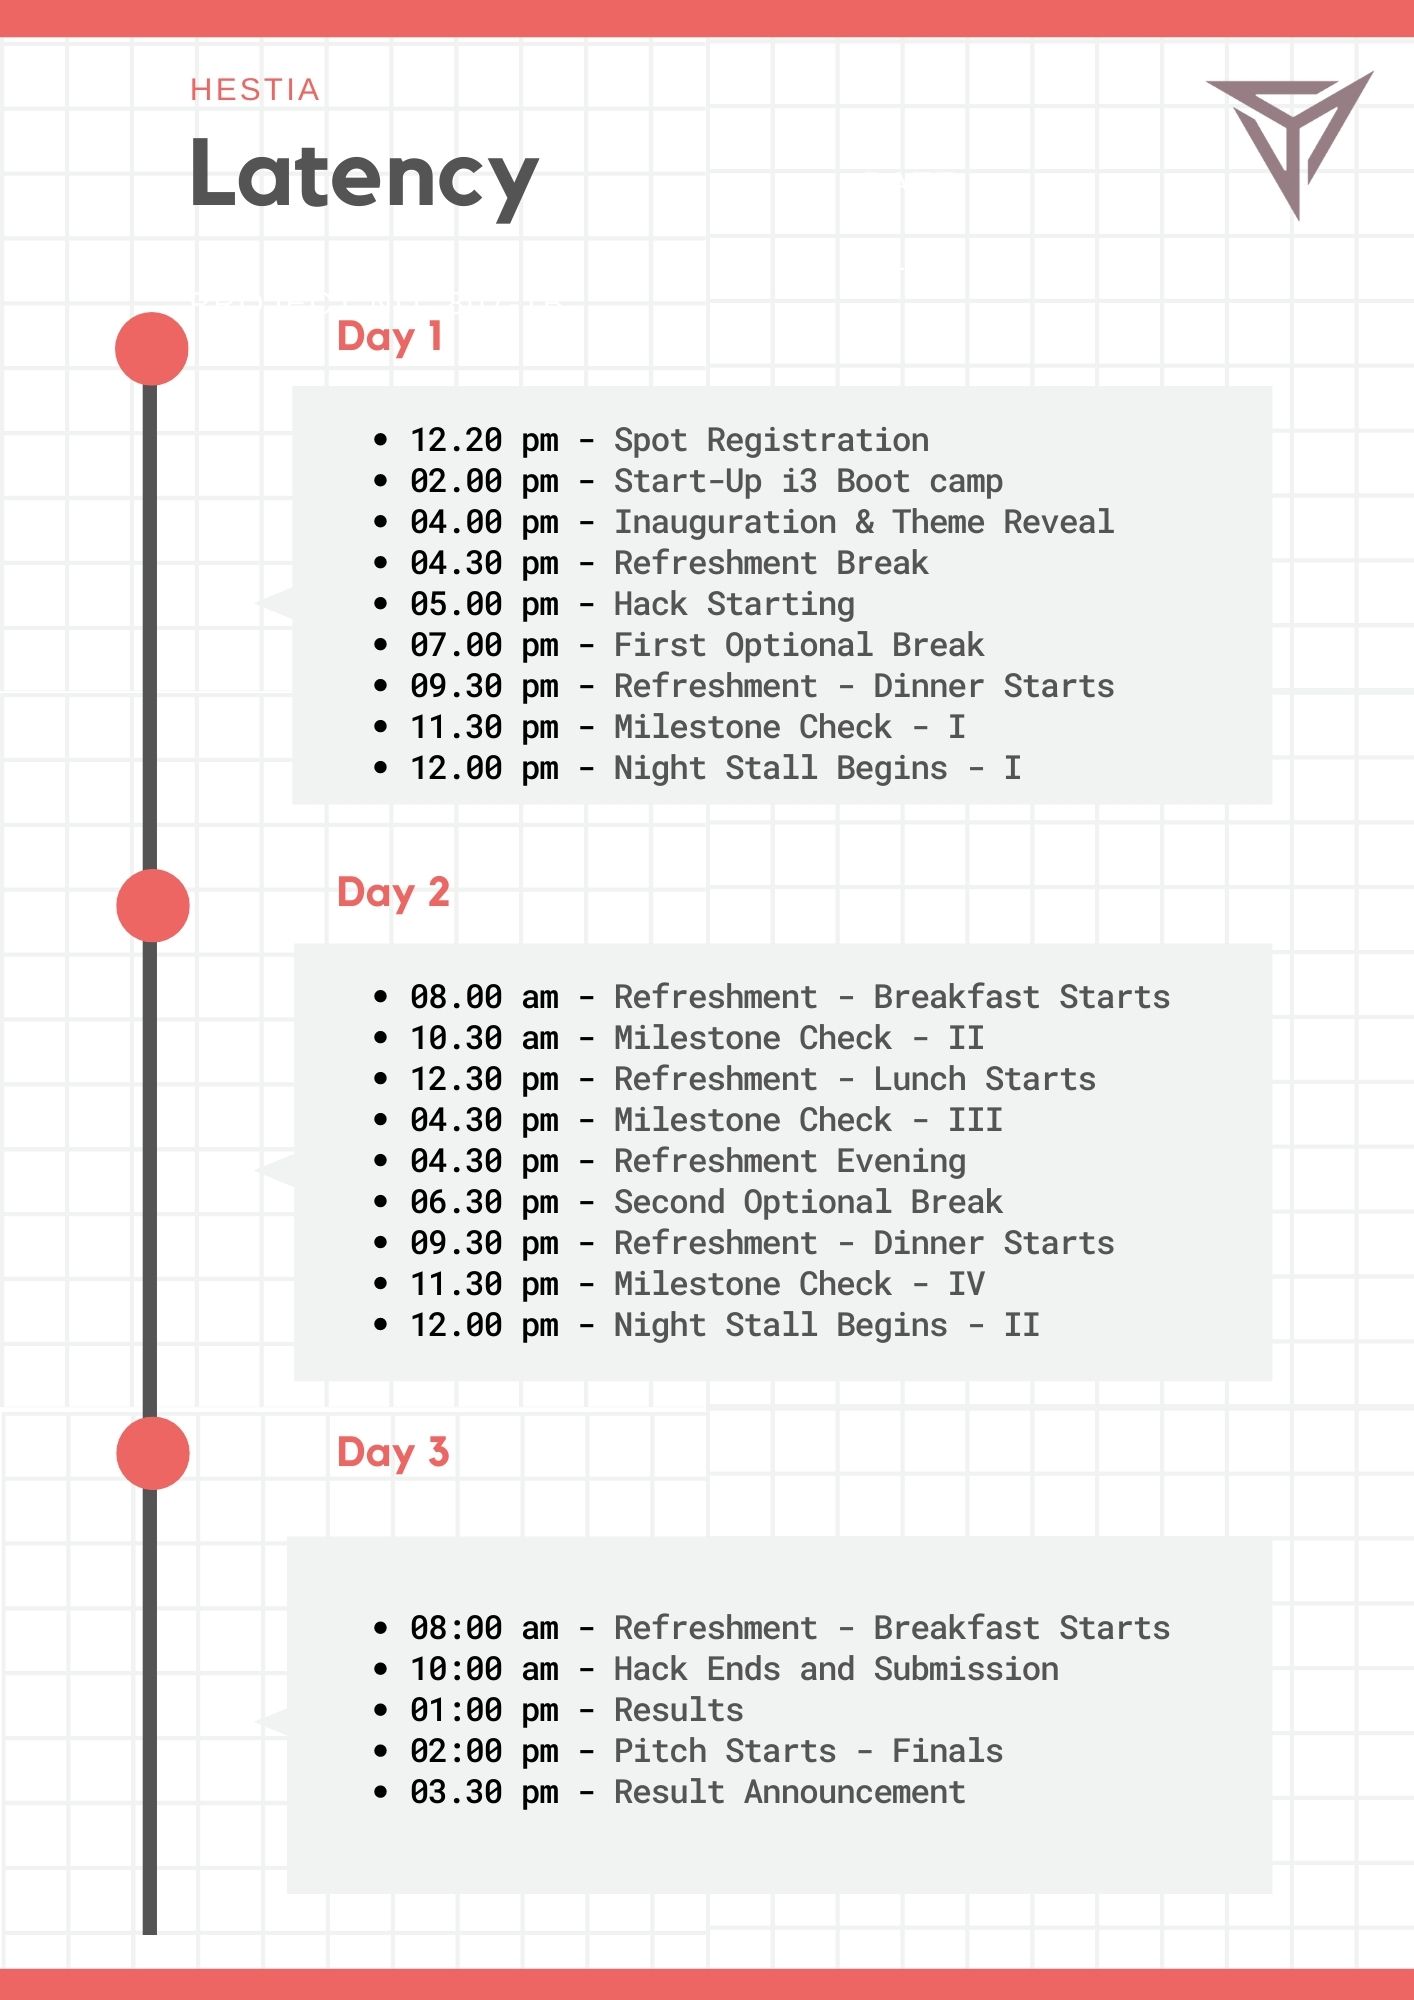 HESTIA
Latency
Day 1
• 12.20 pm - Spot Registration
• 02.00 pm - Start-Up i3 Boot camp
• 04.00 pm - Inauguration & Theme Reveal
• 04.30 pm - Refreshment Break
• 05.00 pm - Hack Starting
• 07.00 pm - First Optional Break
• 09.30 pm - Refreshment - Dinner Starts
• 11.30 pm - Milestone Check - I
• 12.00 pm - Night Stall Begins - I
Day 2
• 08.00 am - Refreshment - Breakfast Starts
• 10.30 am - Milestone Check - II
• 12.30 pm - Refreshment - Lunch Starts
• 04.30 pm - Milestone Check - III
• 04.30 pm - Refreshment Evening
• 06.30 pm - Second Optional Break
• 09.30 pm - Refreshment - Dinner Starts
• 11.30 pm - Milestone Check - IV
• 12.00 pm - Night Stall Begins - II
Day 3
• 08:00 am - Refreshment - Breakfast Starts
• 10:00 am - Hack Ends and Submission
• 01:00 pm - Results
• 02:00 pm - Pitch Starts - Finals
• 03.30 pm - Result Announcement